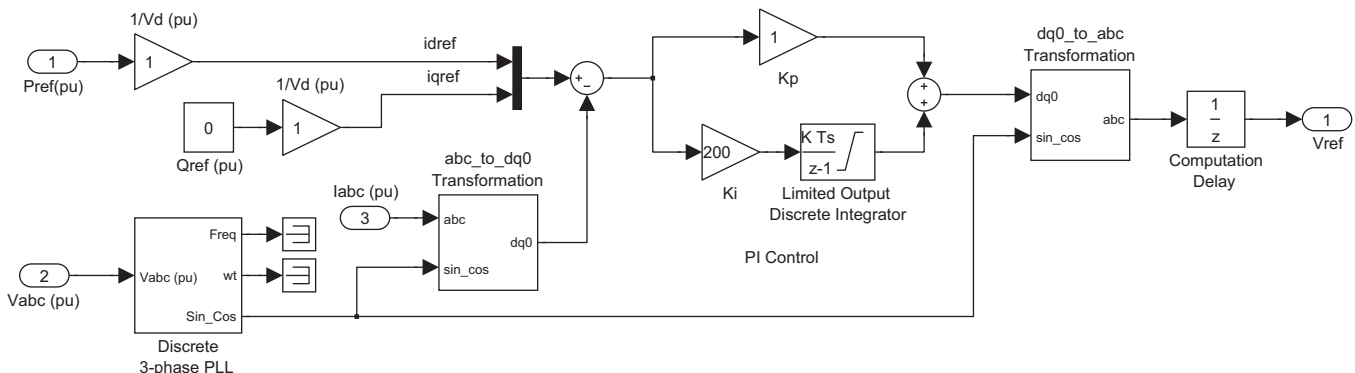 1/Vd (pu)
1
1
Pref(pu)
idref
1/Vd (pu)
iqref
0
1
Qref (pu)
+
−
1
Kp
200
Ki
K Ts
z-1
Limited Output
Discrete Integrator
PI Control
+
+
dq0_to_abc
Transformation
dq0
sin_cos
abc
1
z
Computation
Delay
1
Vref
abc_to_dq0
Transformation
Iabc (pu)
3
abc
sin_cos
dq0
2
Vabc (pu)
Vabc (pu)
Freq
wt
Sin_Cos
Discrete
3-phase PLL